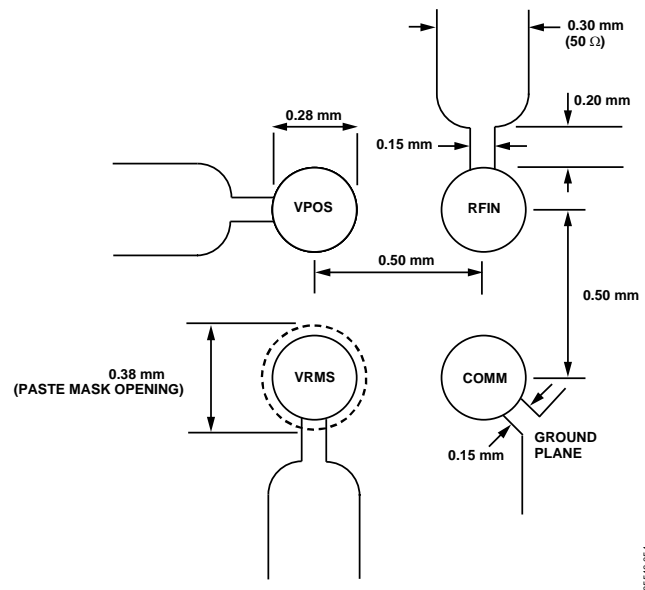 0.30 mm
(50 Ω)
0.20 mm
0.28 mm
0.15 mm
VPOS
RFIN
0.50 mm
0.50 mm
0.38 mm
(PASTE MASK OPENING)
VRMS
COMM
GROUND
PLANE
0.15 mm